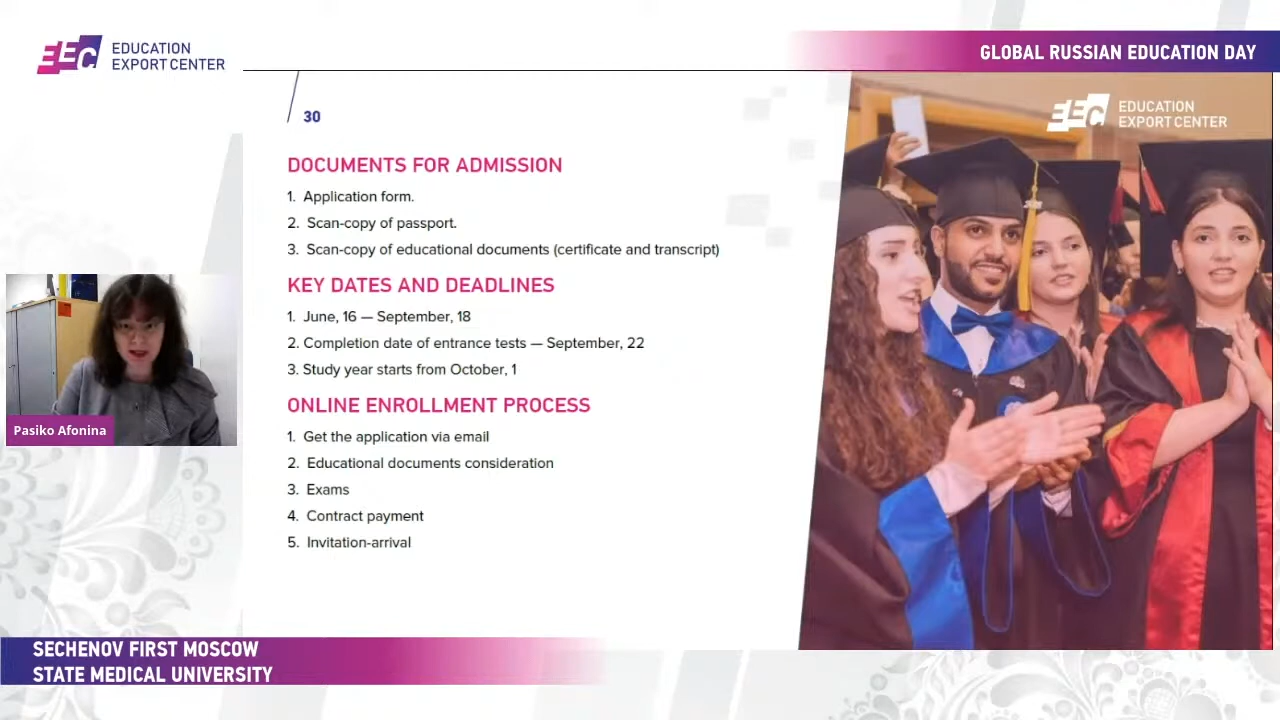 EEC EDUCATION
EXPORT CENTER
GLOBAL RUSSIAN EDUCATION DAY
EEC EDUCATION
EXPORT CENTER
30
DOCUMENTS FOR ADMISSION
1. Application form.
2. Scan-copy of passport.
3. Scan-copy of educational documents (certificate and transcript)
KEY DATES AND DEADLINES
1. June, 16 — September, 18
2. Completion date of entrance tests — September, 22
3. Study year starts from October, 1
ONLINE ENROLLMENT PROCESS
1. Get the application via email
2. Educational documents consideration
3. Exams
4. Contract payment
5. Invitation-arrival
Pasiko Afonina
SECHENOV FIRST MOSCOW
STATE MEDICAL UNIVERSITY